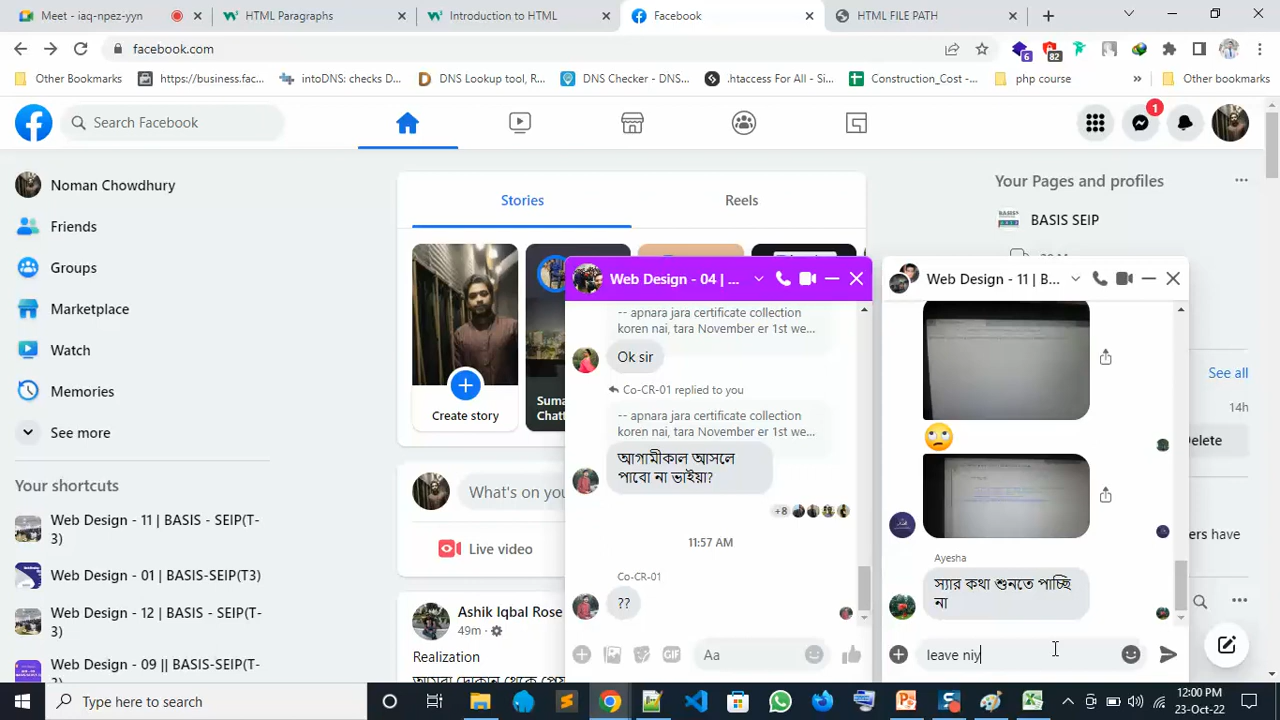 Meet - iaq-npez-yyn
HTML Paragraphs
Introduction to HTML
Facebook
HTML FILE PATH
facebook.com
6
82
Other Bookmarks
https://business.fac...
intoDNS: checks D...
DNS Lookup tool, R...
DNS Checker - DNS...
.htaccess For All - Si...
Construction_Cost -...
php course
»
Other bookmarks
Search Facebook
1
Noman Chowdhury
Friends
Groups
Marketplace
Watch
Memories
See more
Your shortcuts
Web Design - 11 | BASIS - SEIP(T-
3)
Web Design - 01 | BASIS-SEIP(T3)
Web Design - 12 | BASIS - SEIP(T-
3)
Web Design - 09 || BASIS-SEIP(T-
Stories
Reels
Create story
Suma
Chatt
What's on you
Live video
Ashik Iqbal Rose
49m
Realization
Your Pages and profiles
BASIS SEIP
See all
14h
Delete
ers have
Web Design - 04 | ...
-- apnara jara certificate collection
koren nai, tara November er 1st we...
Ok sir
Co-CR-01 replied to you
-- apnara jara certificate collection
koren nai, tara November er 1st we...
আগামীকাল আসলে
পাবো না ভাইয়া?
+8
11:57 AM
Co-CR-01
??
GIF
Aa
Web Design - 11 | B...
Ayesha
স্যার কথা শুনতে পাচ্ছি
না
leave niy
Type here to search
12:00 PM
23-Oct-22